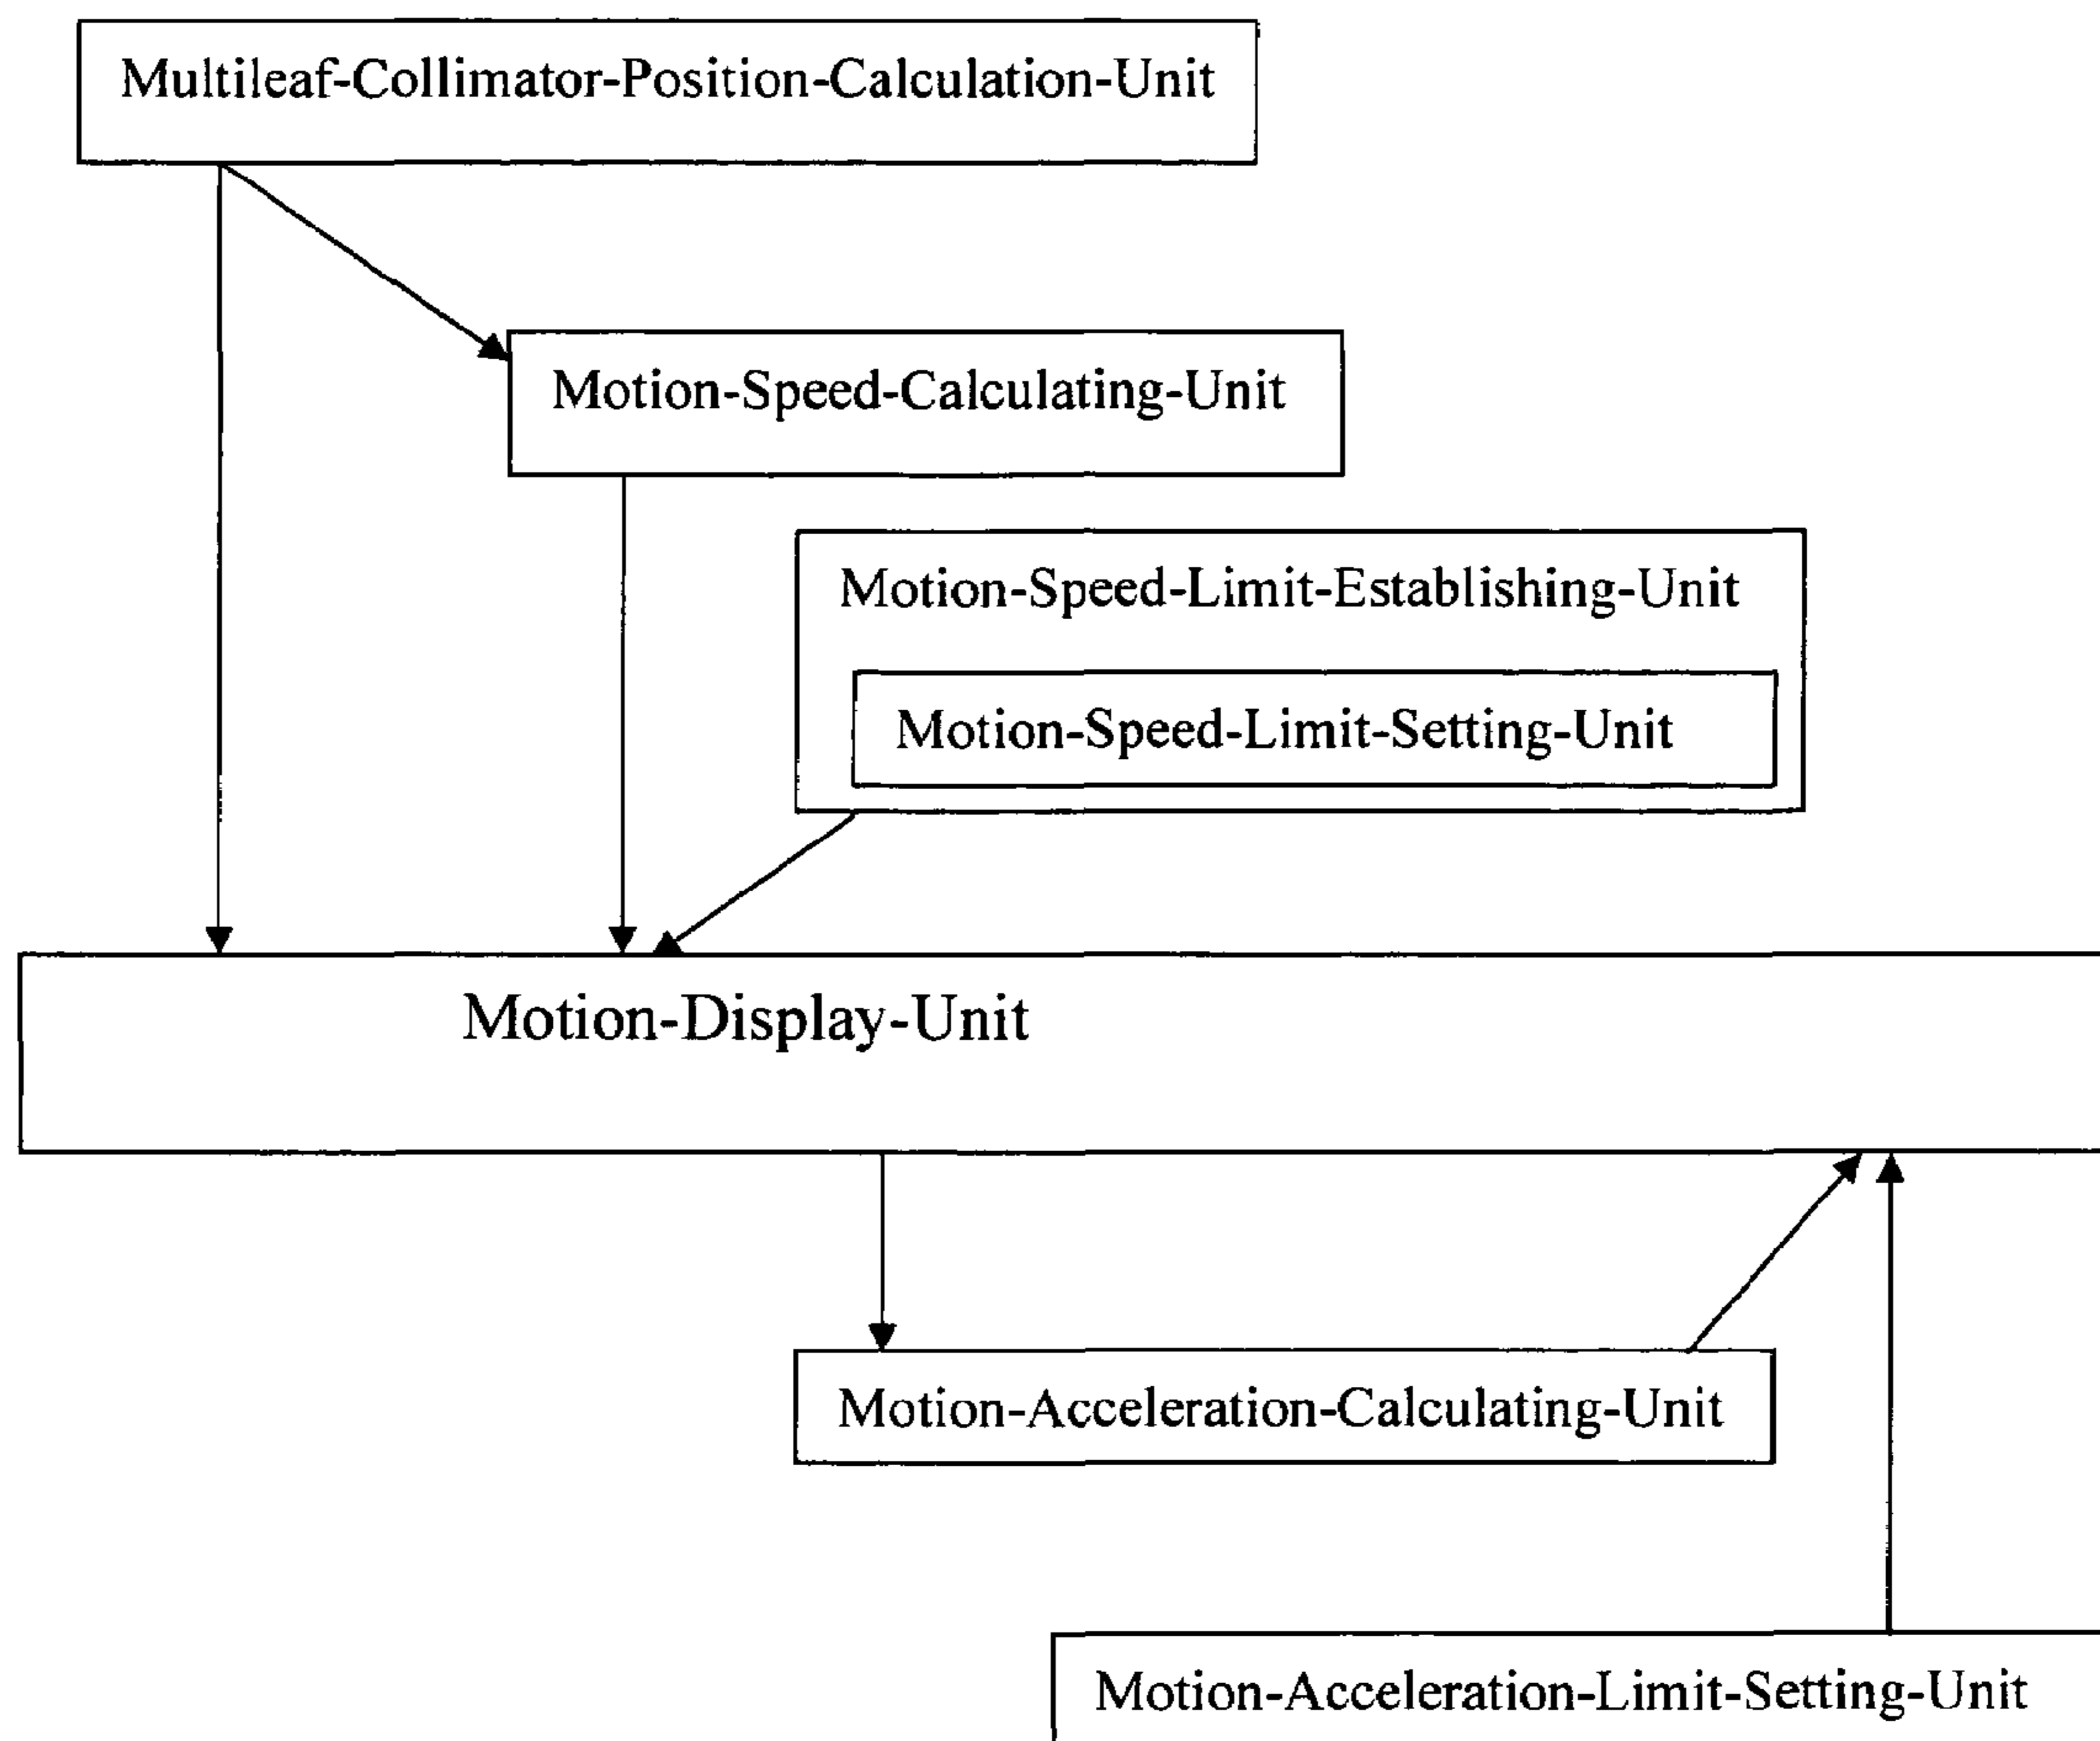 Multileaf-Collimator-Position-Calculation-Unit
Motion-Speed-Calculating-Unit
Motion-Speed-Limit-Establishing-Unit
Motion-Speed-Limit-Setting-Unit
Motion-Display-Unit
Motion-Acceleration-Calculating-Unit
Motion-Acceleration-Limit-Setting-Unit